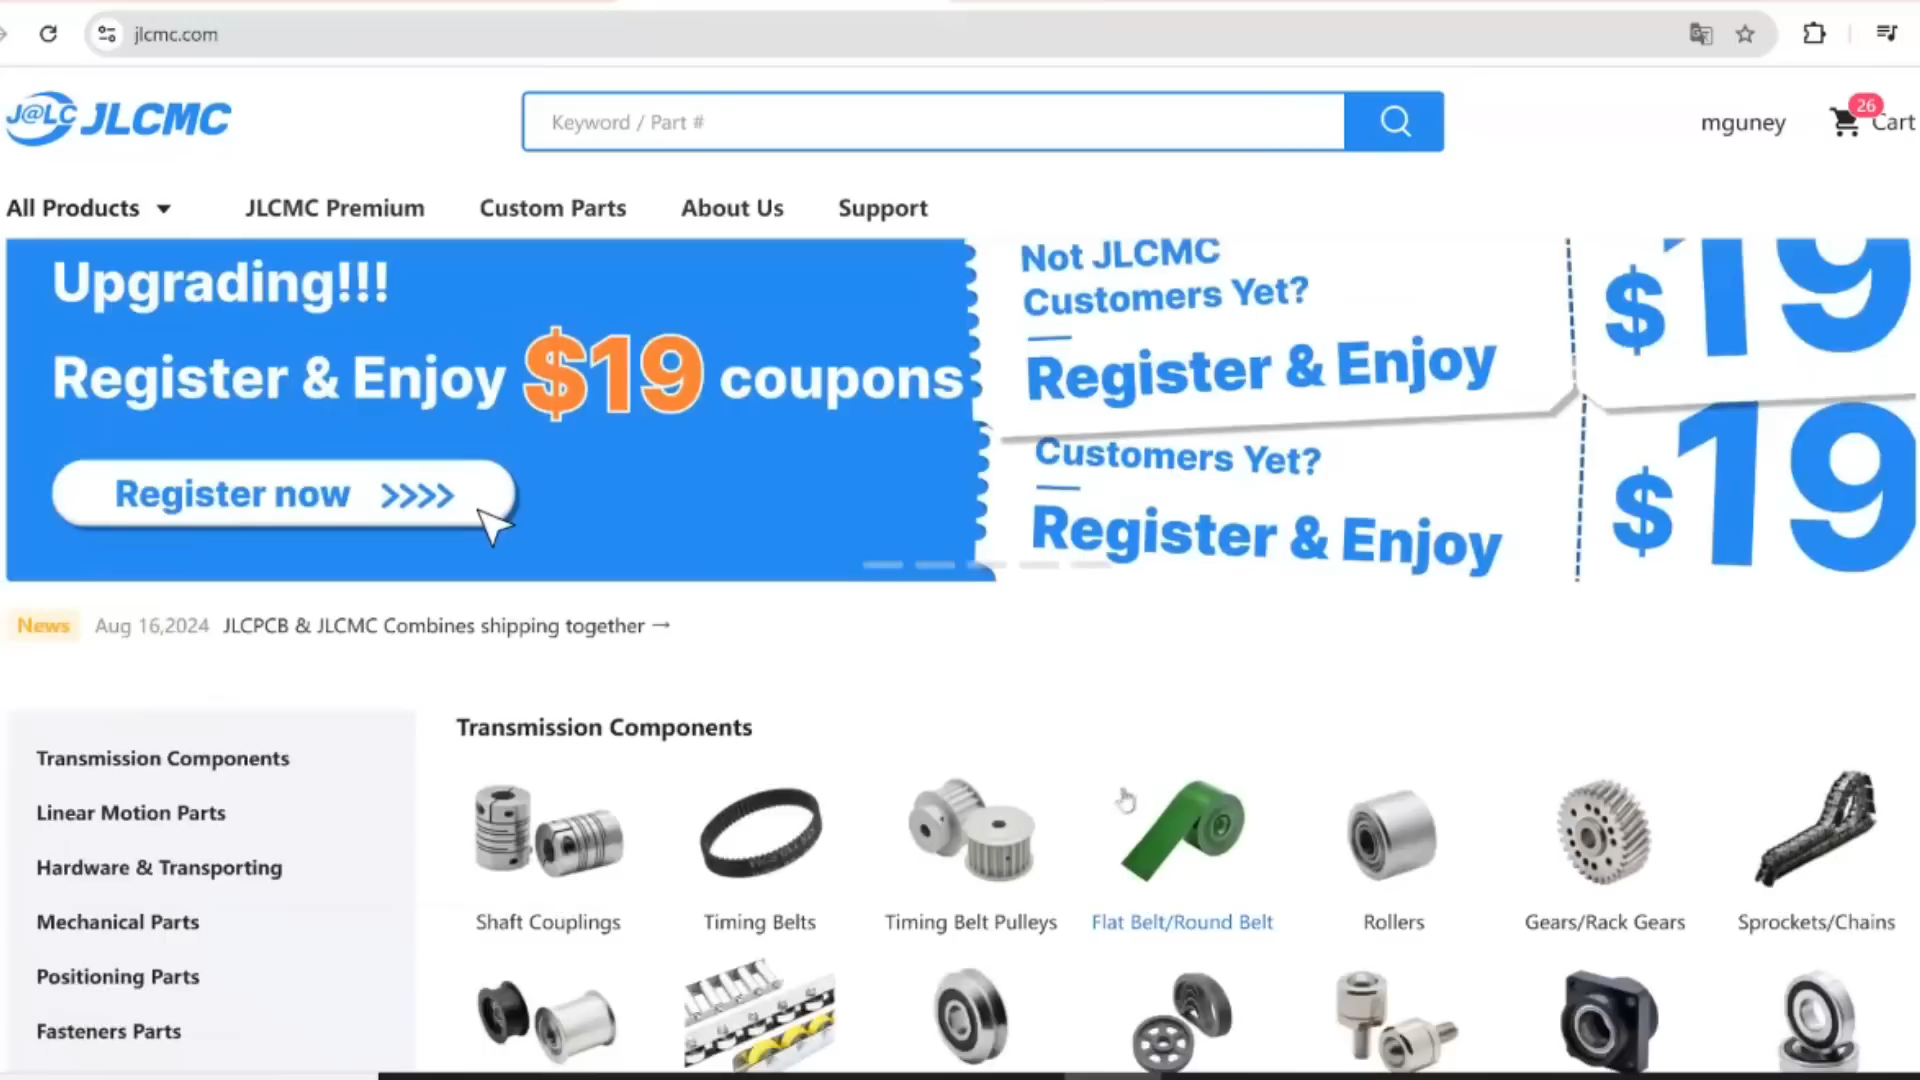 jlcmc.com
J@LC JLCMC
Keyword / Part #
mguney
26
Cart
All Products
JLCMC Premium
Custom Parts
About Us
Support
Upgrading!!!
Register & Enjoy $19 coupons
Register now >>>>
Not JLCMC
Customers Yet?
Register & Enjoy
$19
Customers Yet?
Register & Enjoy
$19
News Aug 16,2024 JLCPCB & JLCMC Combines shipping together →
Transmission Components
Linear Motion Parts
Hardware & Transporting
Mechanical Parts
Positioning Parts
Fasteners Parts
Transmission Components
Shaft Couplings
Timing Belts
Timing Belt Pulleys
Flat Belt/Round Belt
Rollers
Gears/Rack Gears
Sprockets/Chains